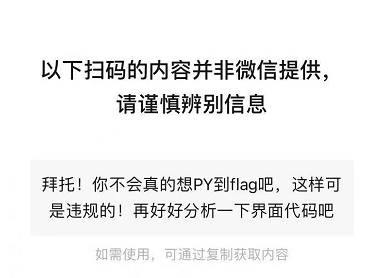 以下扫码的内容并非微信提供，
请谨慎辨别信息
拜托！你不会真的想PY到flag吧，这样可
是违规的！再好好分析一下界面代码吧
如需使用，可通过复制获取内容